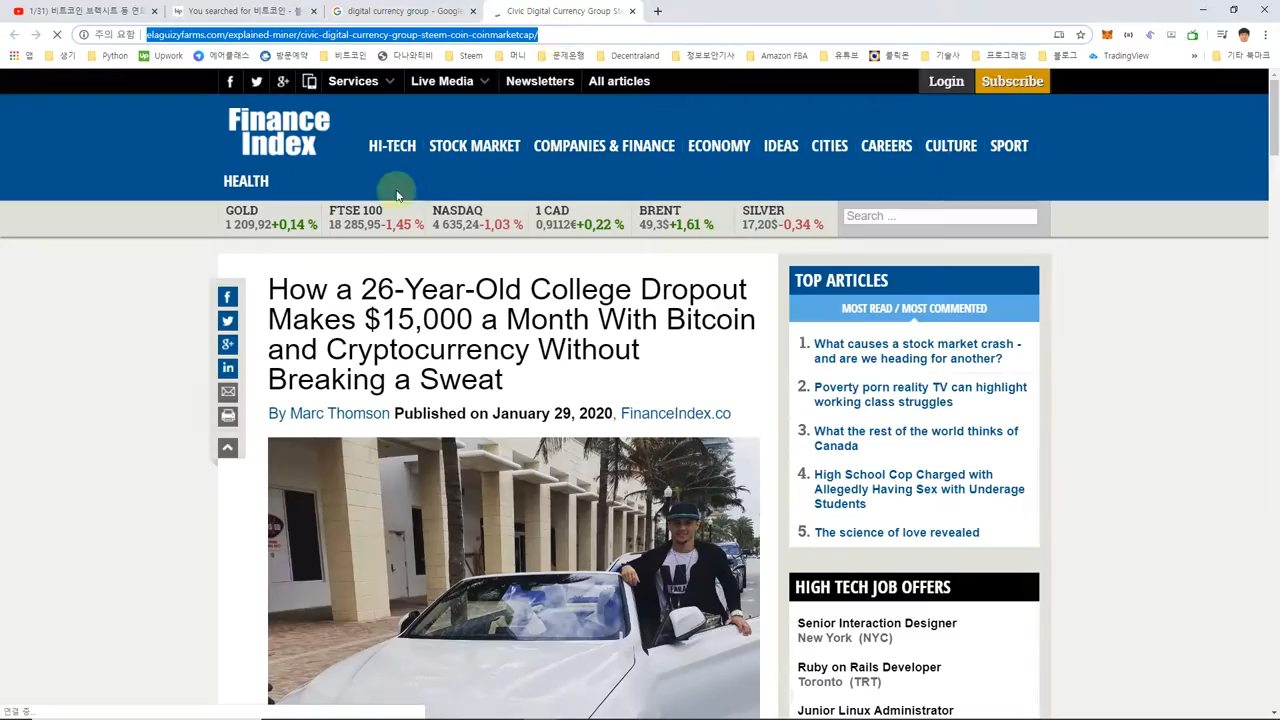 1/31) 비트코인 브렉시트 등 연프
You searched for 비트코인 - 블
digital currency group - Google
Civic Digital Currency Group Ste
주의 요함
elaguizyfarms.com/explained-miner/civic-digital-currency-group-steem-coin-coinmarketcap/
앱 생기 파킨 Upwork 에어클래스 방문예약 비트코인 다나와티비 Steem 머니 문제은행 Decentraland 정보보안기사 Amazon FBA 클릭몬 기술사 프로그래밍 블로그 TradingView » 기타 북마크
Services Live Media Newsletters All articles Login Subscribe
Finance
Index
HI-TECH STOCK MARKET COMPANIES & FINANCE ECONOMY IDEAS CITIES CAREERS CULTURE SPORT
HEALTH
GOLD FTSE 100 NASDAQ 1 CAD BRENT SILVER
1 209,92+0,14 % 18 285,95-1,45 % 4 635,24-1,03 % 0,9112€+0,22 % 49,3$+1,61 % 17,20$-0,34 %
Search ...
How a 26-Year-Old College Dropout
Makes $15,000 a Month With Bitcoin
and Cryptocurrency Without
Breaking a Sweat
By Marc Thomson Published on January 29, 2020, FinanceIndex.co
TOP ARTICLES
MOST READ / MOST COMMENTED
1. What causes a stock market crash -
and are we heading for another?
2. Poverty porn reality TV can highlight
working class struggles
3. What the rest of the world thinks of
Canada
4. High School Cop Charged with
Allegedly Having Sex with Underage
Students
5. The science of love revealed
HIGH TECH JOB OFFERS
Senior Interaction Designer
New York (NYC)
Ruby on Rails Developer
Toronto (TRT)
Junior Linux Administrator
연결 중..